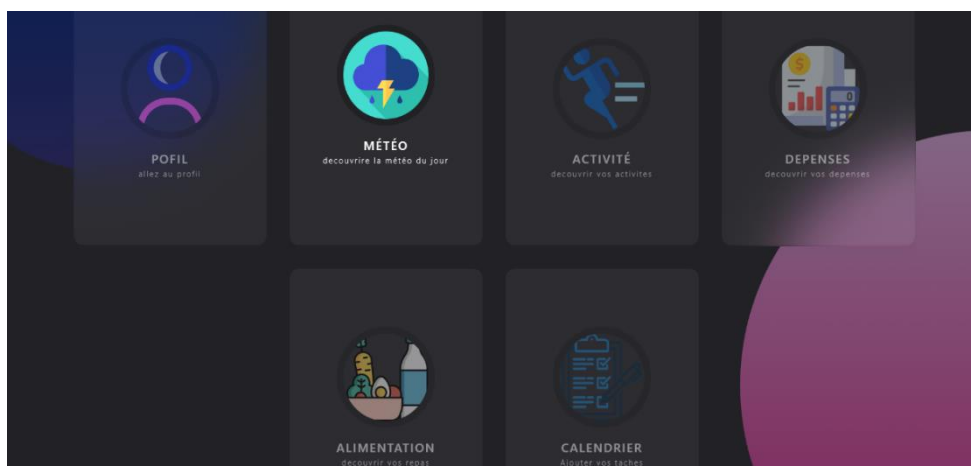 POFIL
allez au profil
MÉTÉO
decouvrire la météo du jour
ACTIVITÉ
decouvrir vos activites
DEPENSES
decouvrir vos depenses
ALIMENTATION
decouvrir vos repas
CALENDRIER
Ajouter vos taches